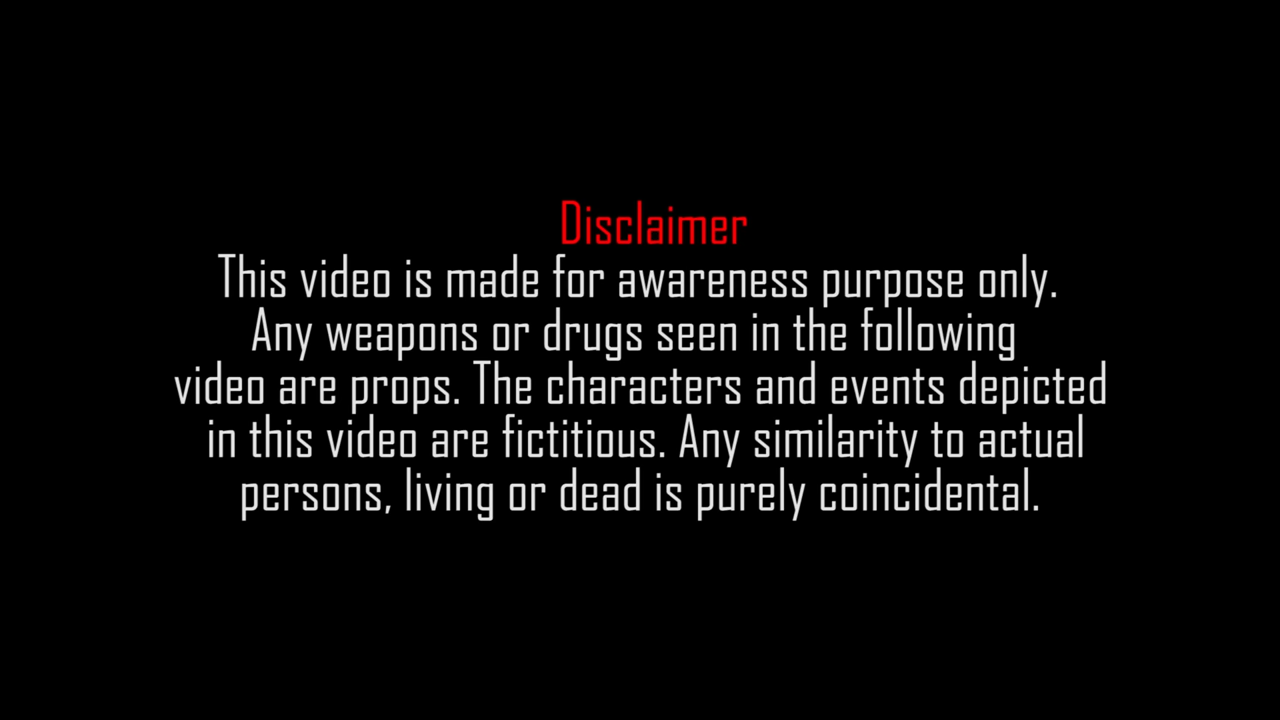 Disclaimer
This video is made for awareness purpose only.
Any weapons or drugs seen in the following
video are props. The characters and events depicted
in this video are fictitious. Any similarity to actual
persons, living or dead is purely coincidental.